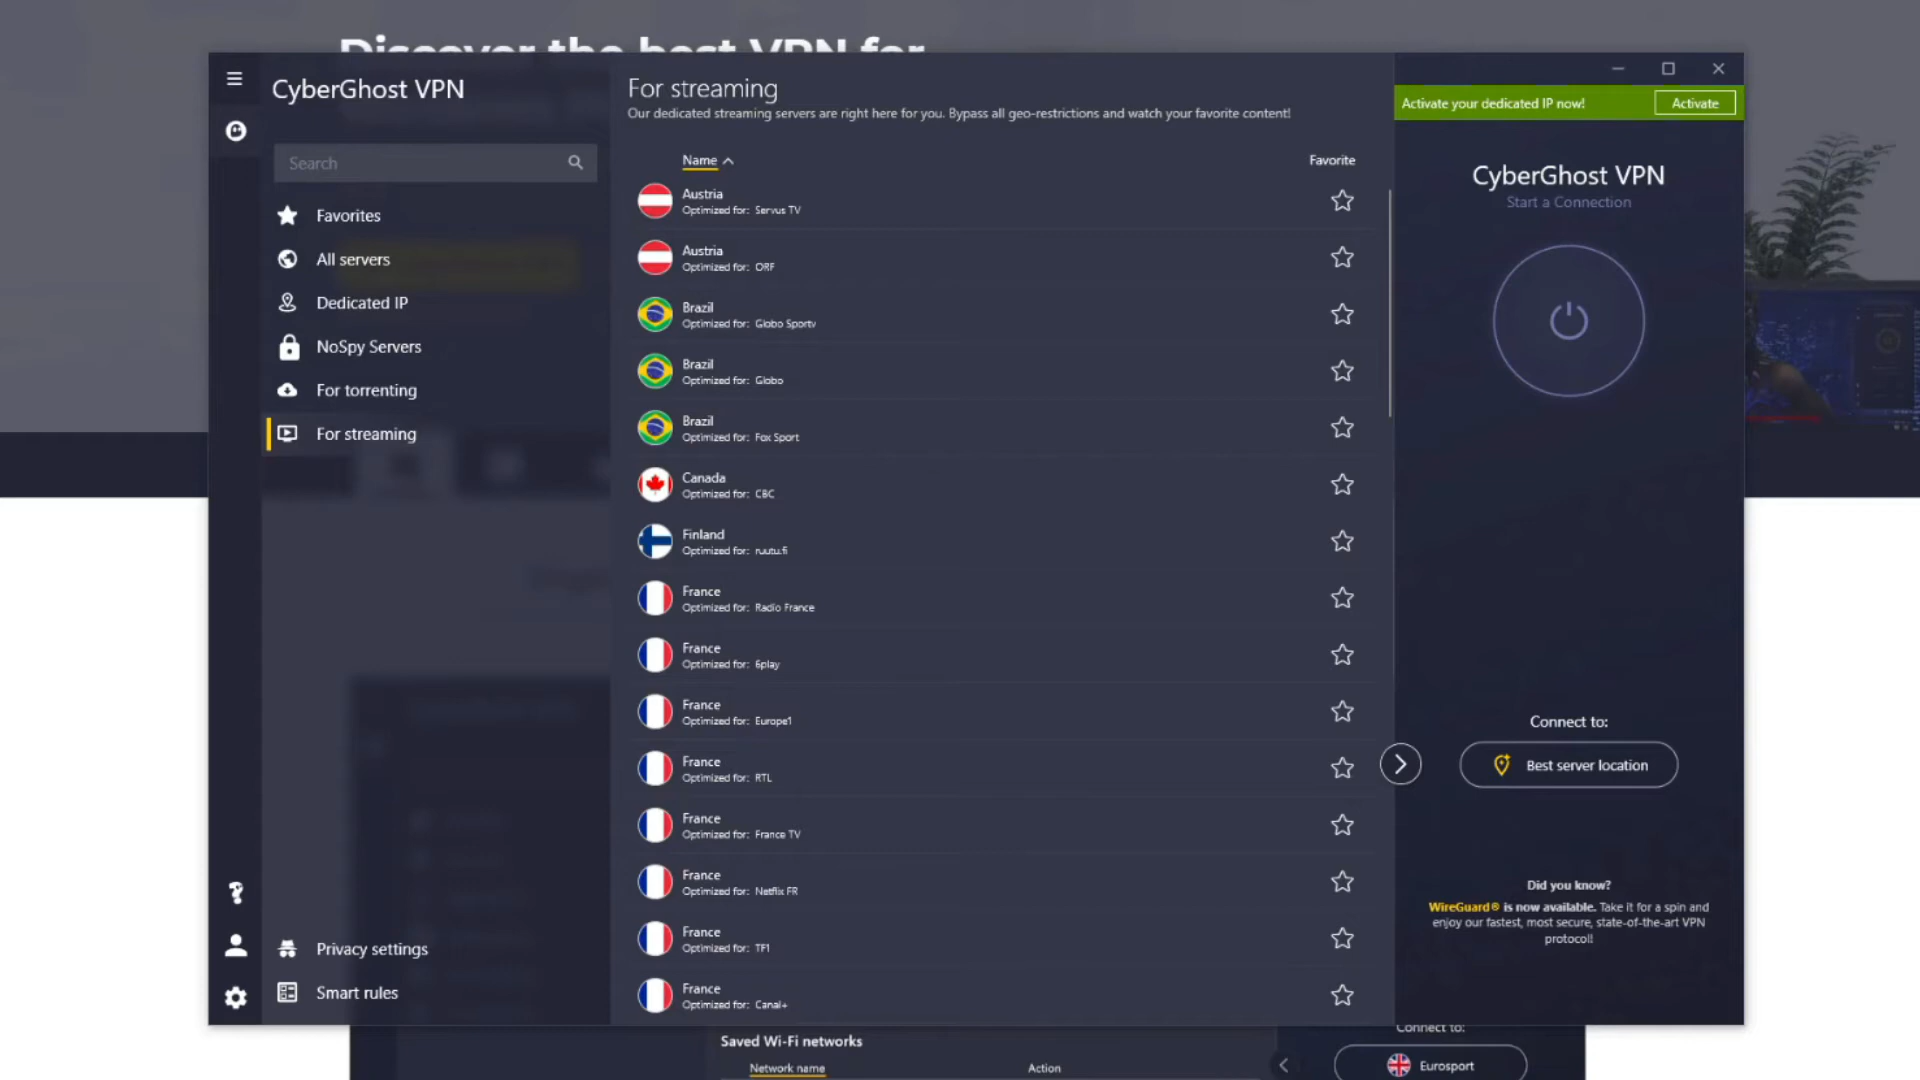 Discover the best VPN for
CyberGhost VPN
Search
Favorites
All servers
Dedicated IP
NoSpy Servers
For torrenting
For streaming
Privacy settings
Smart rules
For streaming
Our dedicated streaming servers are right here for you. Bypass all geo-restrictions and watch your favorite content!
Name
Favorite
Austria
Optimized for: Servus TV
Austria
Optimized for: ORF
Brazil
Optimized for: Globo Sportv
Brazil
Optimized for: Globo
Brazil
Optimized for: Fox Sport
Canada
Optimized for: CBC
Finland
Optimized for: ruutu.fi
France
Optimized for: Radio France
France
Optimized for: 6play
France
Optimized for: Europe1
France
Optimized for: RTL
France
Optimized for: France TV
France
Optimized for: Netflix FR
France
Optimized for: TF1
France
Optimized for: Canal+
Activate your dedicated IP now!
Activate
CyberGhost VPN
Start a Connection
Connect to:
Best server location
Did you know?
WireGuard® is now available. Take it for a spin and
enjoy our fastest, most secure, state-of-the-art VPN
protocol!
Saved Wi-Fi networks
Network name
Action
Connect to:
Eurosport